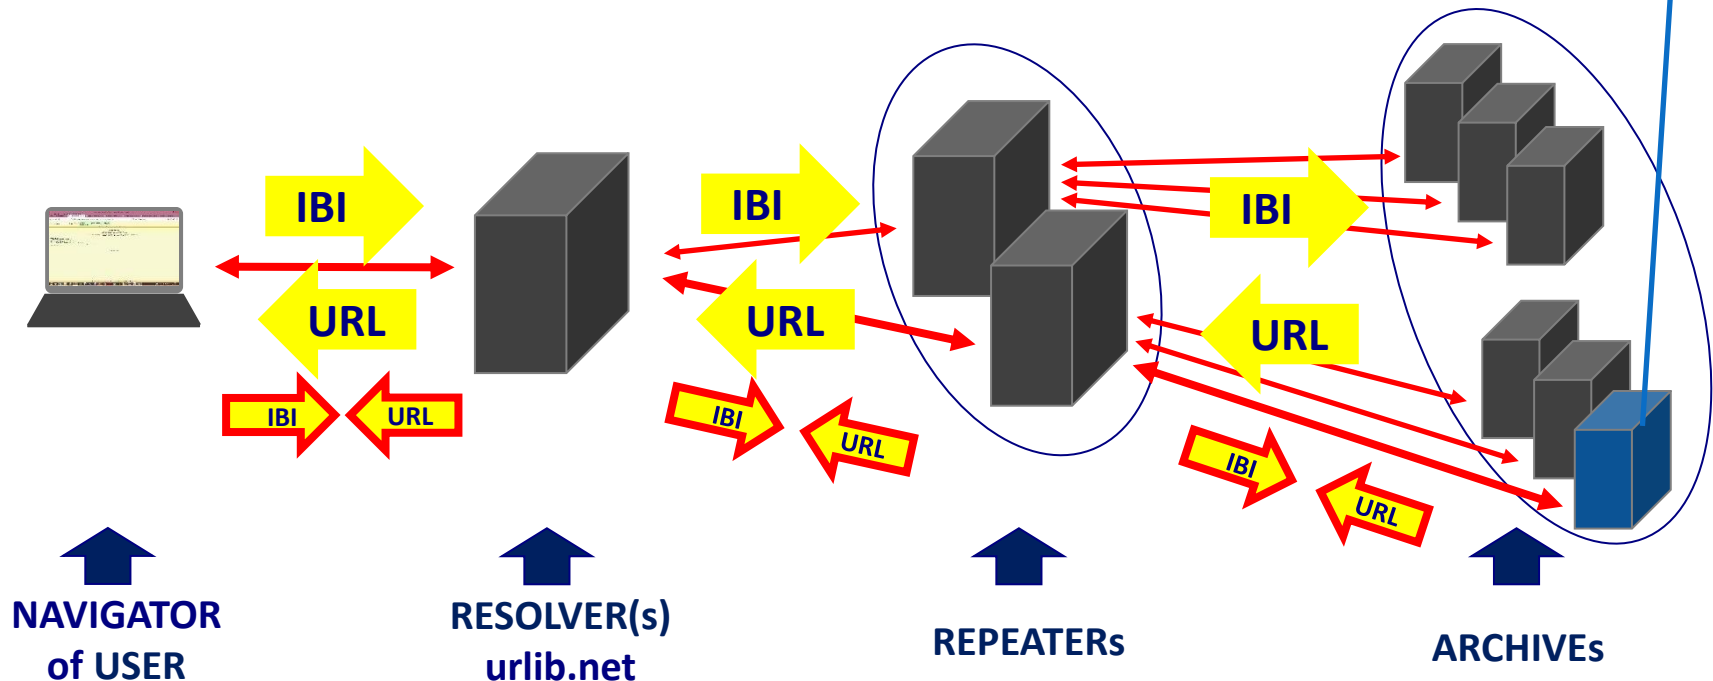 IBI
URL
IBI
URL
IBI
URL
IBI
URL
IBI
URL
IBI
URL
NAVIGATOR
of USER
RESOLVER(s)
urlib.net
REPEATERs
ARCHIVEs